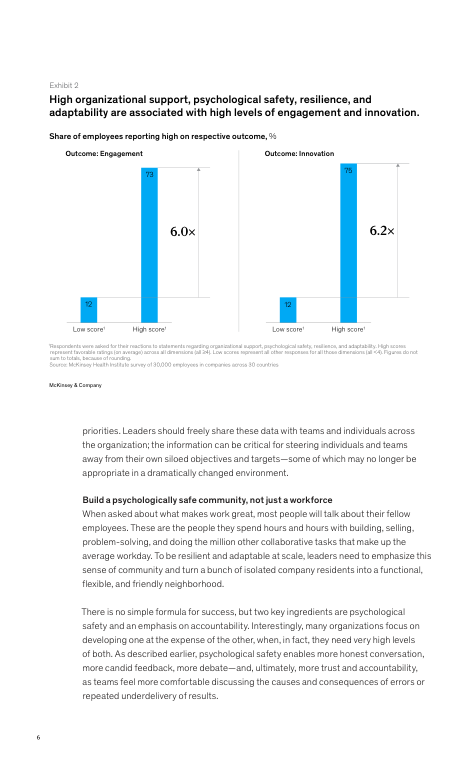 Exhibit 2
High organizational support, psychological safety, resilience, and
adaptability are associated with high levels of engagement and innovation.
Share of employees reporting high on respective outcome, %
Outcome: Engagement
73
6.0×
12
Low score¹
High score¹
Outcome: Innovation
75
6.2×
12
Low score¹
High score¹
¹Respondents were asked for their reactions to statements regarding organizational support, psychological safety, resilience, and adaptability. High scores
represent favorable ratings (on average) across all dimensions (all ≥4). Low scores represent all other responses for all those dimensions (all <4). Figures do not
sum to totals, because of rounding.
Source: McKinsey Health Institute survey of 30,000 employees in companies across 30 countries
McKinsey & Company
priorities. Leaders should freely share these data with teams and individuals across
the organization; the information can be critical for steering individuals and teams
away from their own siloed objectives and targets—some of which may no longer be
appropriate in a dramatically changed environment.
Build a psychologically safe community, not just a workforce
When asked about what makes work great, most people will talk about their fellow
employees. These are the people they spend hours and hours with building, selling,
problem-solving, and doing the million other collaborative tasks that make up the
average workday. To be resilient and adaptable at scale, leaders need to emphasize this
sense of community and turn a bunch of isolated company residents into a functional,
flexible, and friendly neighborhood.
There is no simple formula for success, but two key ingredients are psychological
safety and an emphasis on accountability. Interestingly, many organizations focus on
developing one at the expense of the other, when, in fact, they need very high levels
of both. As described earlier, psychological safety enables more honest conversation,
more candid feedback, more debate—and, ultimately, more trust and accountability,
as teams feel more comfortable discussing the causes and consequences of errors or
repeated underdelivery of results.
6